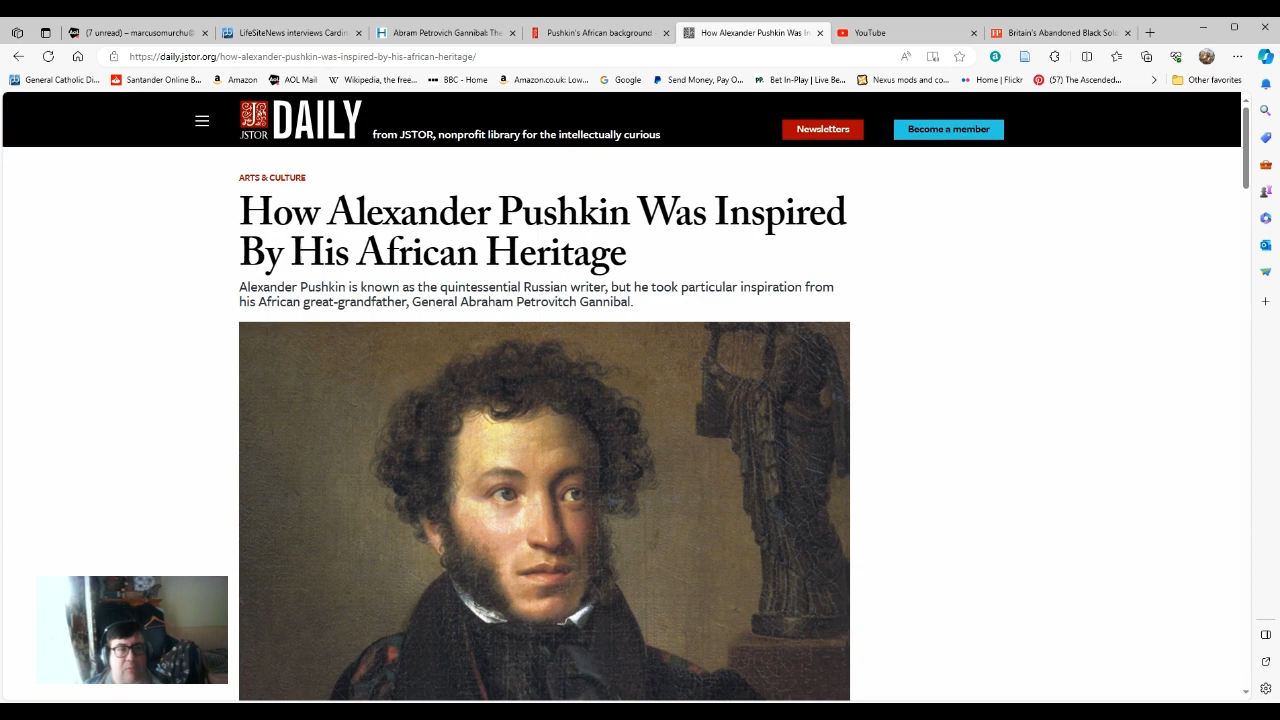 (7 unread) – marcusomurchu@
LifeSiteNews interviews Cardin
Abram Petrovich Gannibal: The
Pushkin's African background -
How Alexander Pushkin Was In
YouTube
Britain's Abandoned Black Sol
https://daily.jstor.org/how-alexander-pushkin-was-inspired-by-his-african-heritage/
General Catholic Di...
Santander Online B...
Amazon
AOL Mail
Wikipedia, the free...
BBC - Home
Amazon.co.uk: Low...
Google
Send Money, Pay O...
Bet In-Play | Live Be...
Nexus mods and co...
Home | Flickr
(57) The Ascended...
Other favorites
JSTOR
DAILY
from JSTOR, nonprofit library for the intellectually curious
Newsletters
Become a member
ARTS & CULTURE
How Alexander Pushkin Was Inspired
By His African Heritage
Alexander Pushkin is known as the quintessential Russian writer, but he took particular inspiration from
his African great-grandfather, General Abraham Petrovitch Gannibal.